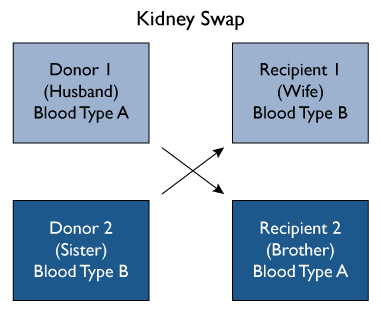 Kidney Swap
Donor 1
(Husband)
Blood Type A
Recipient 1
(Wife)
Blood Type B
Donor 2
(Sister)
Blood Type B
Recipient 2
(Brother)
Blood Type A